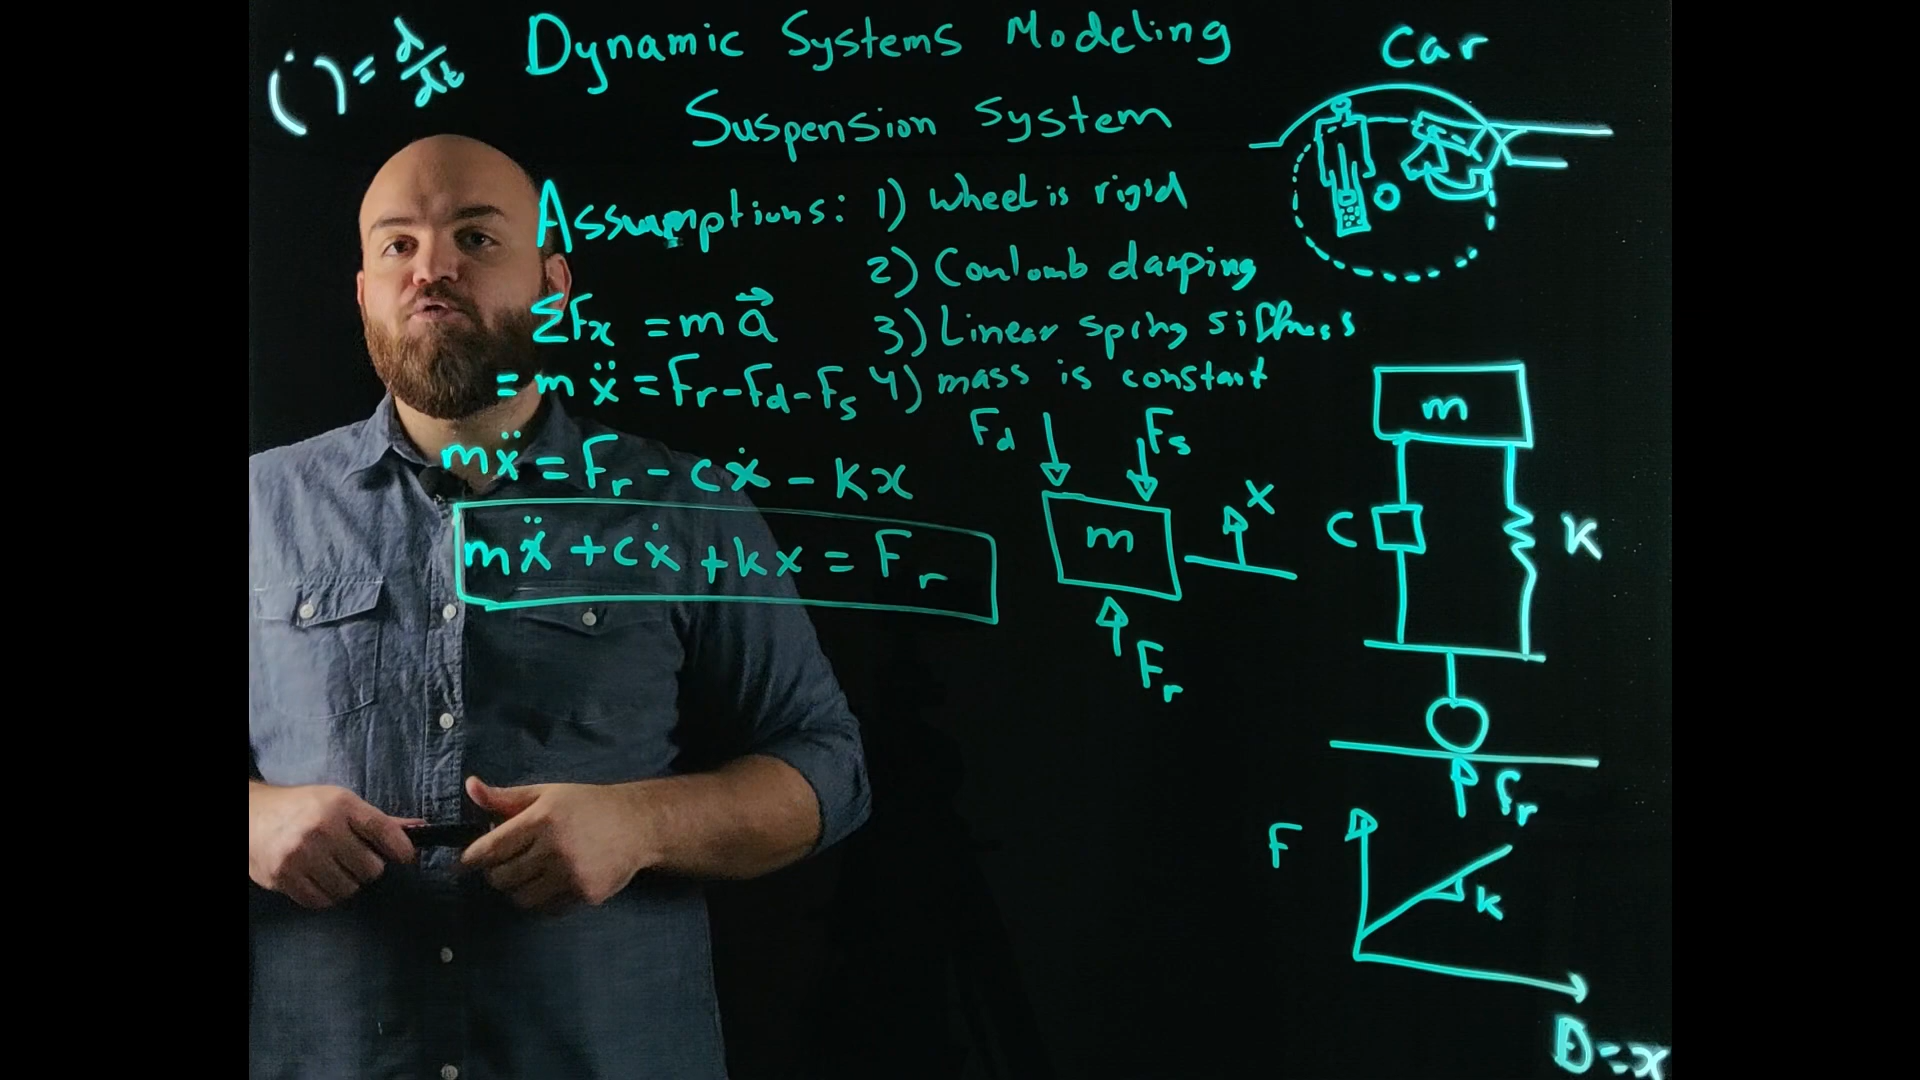 (˙) = d/dt
Dynamic Systems Modeling
Suspension System
Car
Assumptions: 1) Wheel is rigid
2) Coulomb damping
3) Linear spring siffness
4) mass is constant
ΣFx = m a⃗
= m ẍ = Fr - Fd - Fs
mẍ = Fr - cẋ - kx
mẍ + cẋ + kx = Fr
Fd
Fs
m
x
Fr
m
C
K
Fr
F
k
D = x